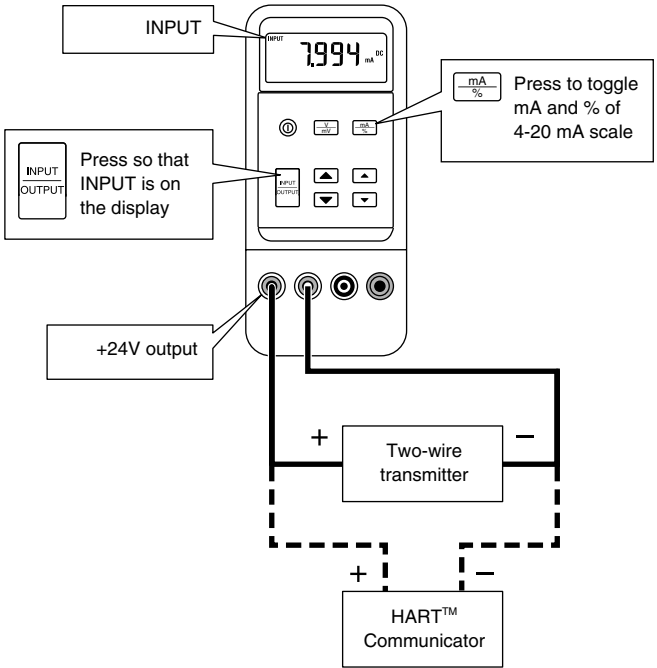 INPUT
INPUT
7.994 mA DC
mA
%
Press to toggle
mA and % of
4-20 mA scale
V
mV
mA
%
INPUT
OUTPUT
Press so that
INPUT is on
the display
INPUT
OUTPUT
+24V output
+
−
Two-wire
transmitter
+
−
HART™
Communicator